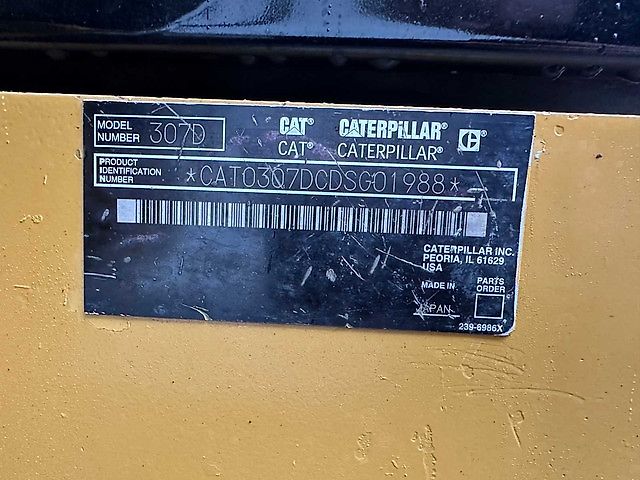 MODEL NUMBER 307D
CAT® CATERPILLAR® C®
CAT® CATERPILLAR®
PRODUCT IDENTIFICATION NUMBER *CAT0307DCDSG01988*
CATERPILLAR INC.
PEORIA, IL 61629
USA
MADE IN PARTS ORDER
JAPAN
239-6986X